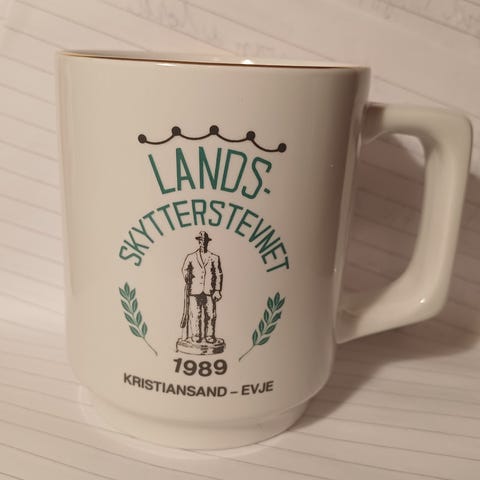 LANDS-
SKYTTERSTEVNET
1989
KRISTIANSAND – EVJE